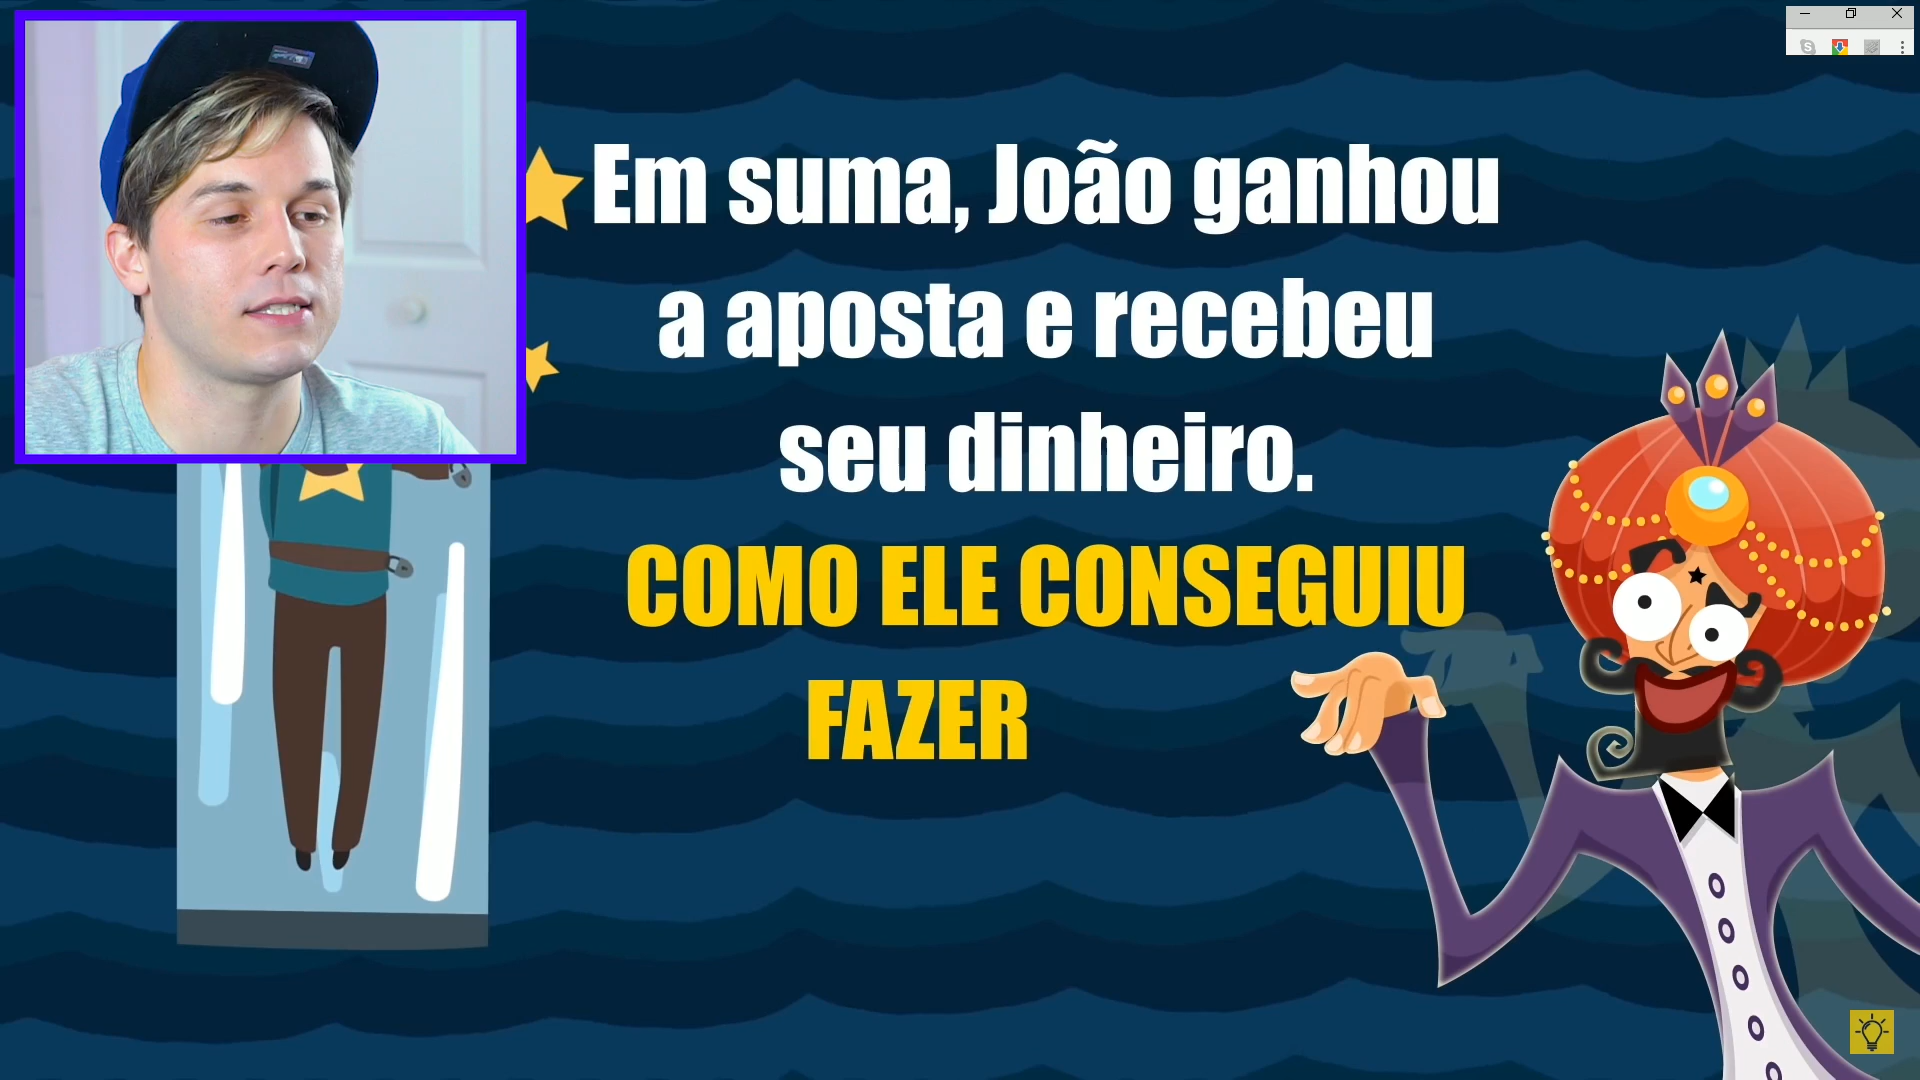 Em suma, João ganhou
a aposta e recebeu
seu dinheiro.
COMO ELE CONSEGUIU
FAZER